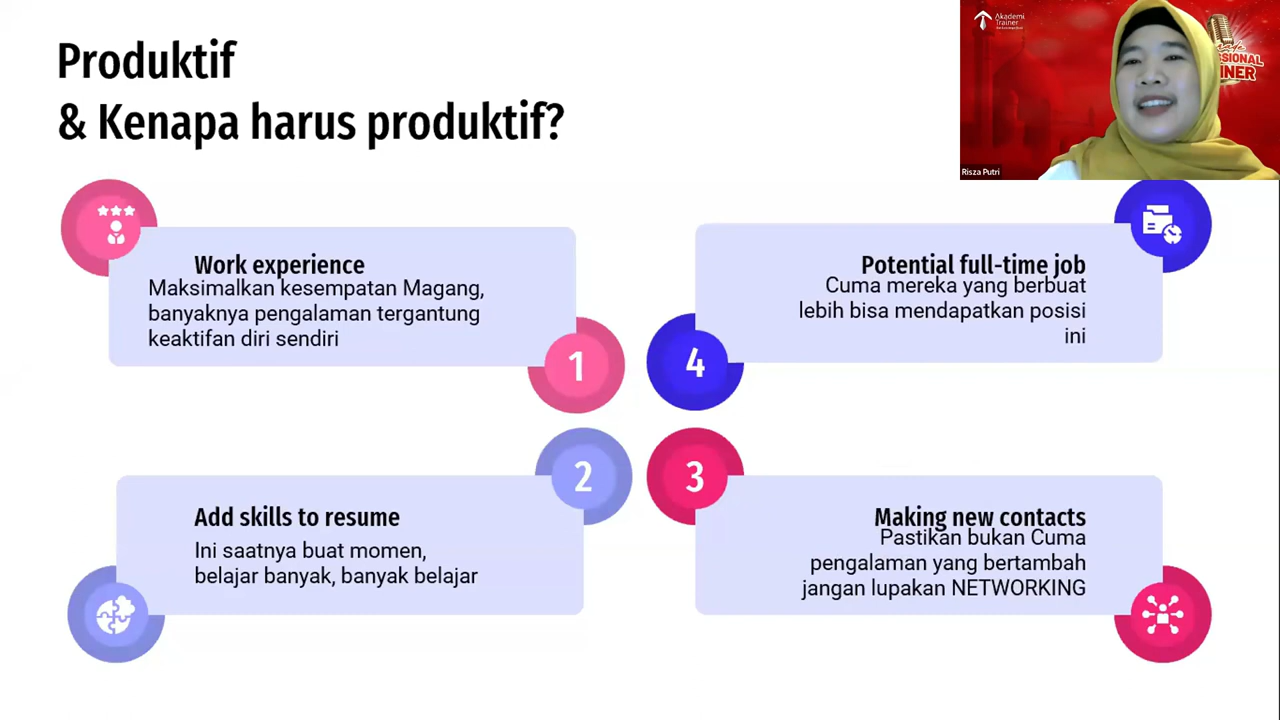 Produktif
& Kenapa harus produktif?
Akademi
Trainer
SSIONAL
INER
Risza Putri
Work experience
Maksimalkan kesempatan Magang,
banyaknya pengalaman tergantung
keaktifan diri sendiri
1
2
Add skills to resume
Ini saatnya buat momen,
belajar banyak, banyak belajar
Potential full-time job
Cuma mereka yang berbuat
lebih bisa mendapatkan posisi
ini
4
3
Making new contacts
Pastikan bukan Cuma
pengalaman yang bertambah
jangan lupakan NETWORKING